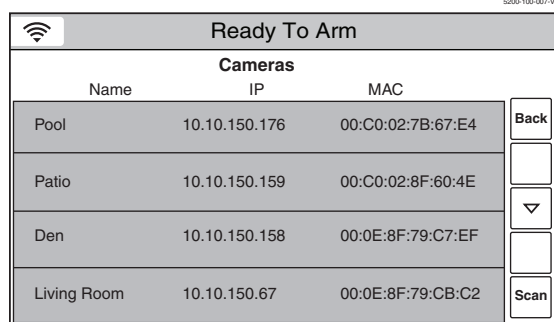 5200-100-007-V
Ready To Arm
Cameras
Name IP MAC
Pool 10.10.150.176 00:C0:02:7B:67:E4
Back
Patio 10.10.150.159 00:C0:02:8F:60:4E
Den 10.10.150.158 00:0E:8F:79:C7:EF
Living Room 10.10.150.67 00:0E:8F:79:CB:C2
Scan